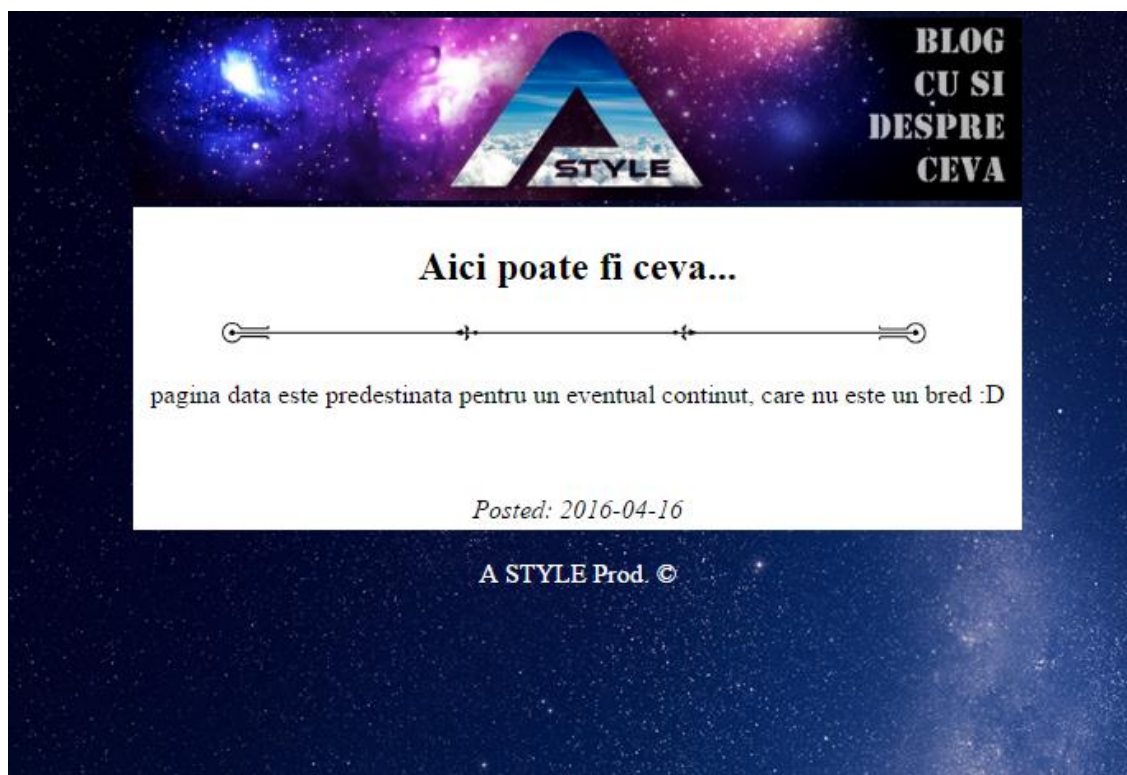 BLOG
CU SI
DESPRE
CEVA
STYLE
Aici poate fi ceva...
pagina data este predestinata pentru un eventual continut, care nu este un bred :D
Posted: 2016-04-16
A STYLE Prod. ©